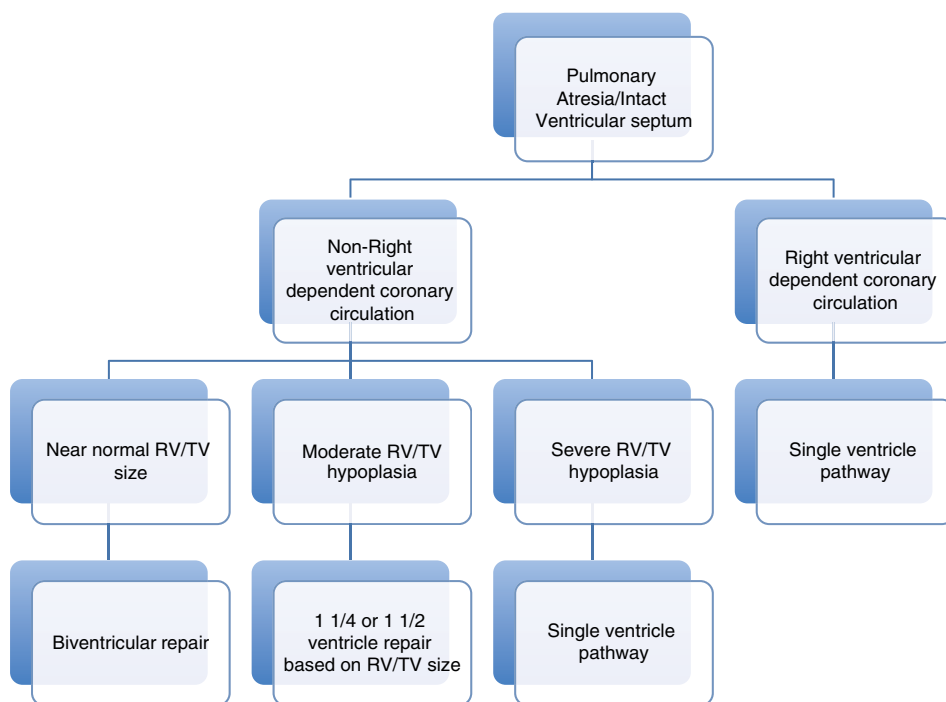 Pulmonary
Atresia/Intact
Ventricular septum
Non-Right
ventricular
dependent coronary
circulation
Right ventricular
dependent coronary
circulation
Near normal RV/TV
size
Moderate RV/TV
hypoplasia
Severe RV/TV
hypoplasia
Single ventricle
pathway
Biventricular repair
1 1/4 or 1 1/2
ventricle repair
based on RV/TV size
Single ventricle
pathway